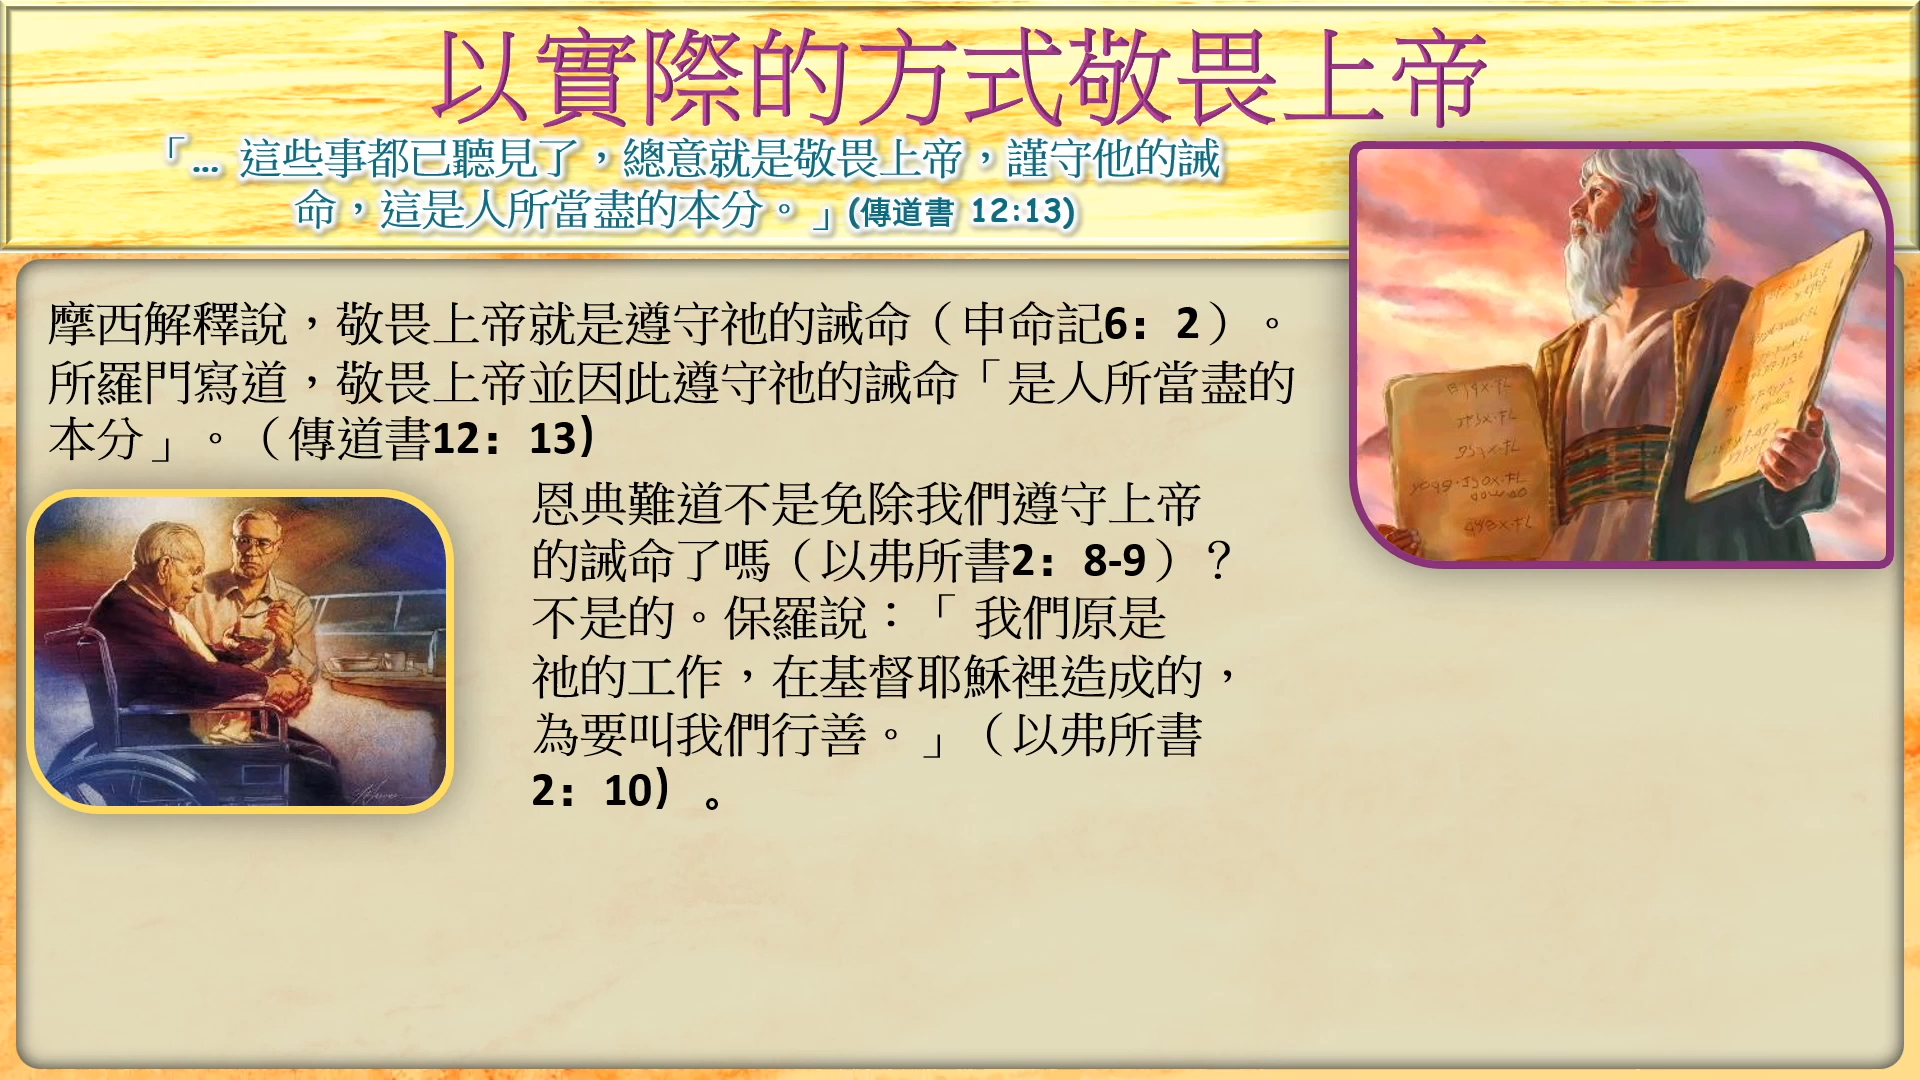 以實際的方式敬畏上帝
「... 這些事都已聽見了，總意就是敬畏上帝，謹守他的誡
命，這是人所當盡的本分。」(傳道書 12:13)
摩西解釋說，敬畏上帝就是遵守祂的誡命（申命記6：2）。
所羅門寫道，敬畏上帝並因此遵守祂的誡命「是人所當盡的
本分」。（傳道書12：13)
恩典難道不是免除我們遵守上帝
的誡命了嗎（以弗所書2：8-9）？
不是的。保羅說：「 我們原是
祂的工作，在基督耶穌裡造成的，
為要叫我們行善。」（以弗所書
2：10）。